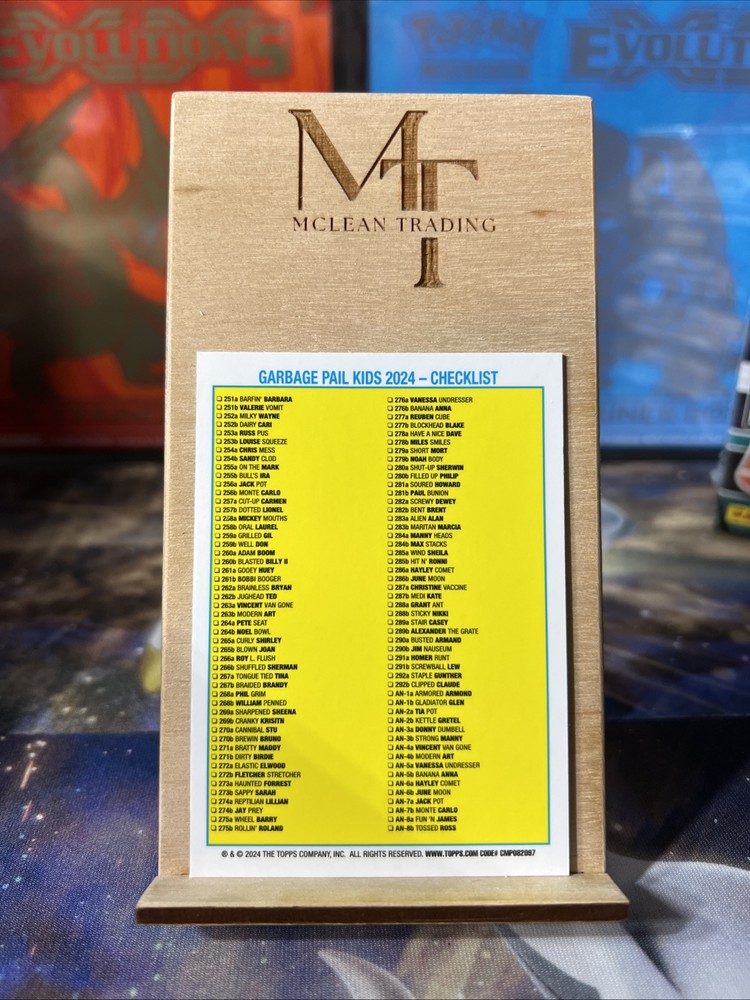 EVOLUTIONS
Pokémon
EVOLUT
MT
MCLEAN TRADING
GARBAGE PAIL KIDS 2024 – CHECKLIST
251a BARFIN' BARBARA
251b VALERIE VOMIT
252a MILKY WAYNE
252b DAIRY CARI
253a RUSS PUS
253b LOUISE SQUEEZE
254a CHRIS MESS
254b SANDY CLOD
255a ON THE MARK
255b BULL'S IRA
256a JACK POT
256b MONTE CARLO
257a CUT-UP CARMEN
257b DOTTED LIONEL
258a MICKEY MOUTHS
258b ORAL LAUREL
259a GRILLED GIL
259b WELL DON
260a ADAM BOOM
260b BLASTED BILLY II
261a GOOEY HUEY
261b BOBBI BOOGER
262a BRAINLESS BRYAN
262b JUGHEAD TED
263a VINCENT VAN GONE
263b MODERN ART
264a PETE SEAT
264b NOEL BOWL
265a CURLY SHIRLEY
265b BLOWN JOAN
266a ROY L. FLUSH
266b SHUFFLED SHERMAN
267a TONGUE TIED TINA
267b BRAIDED BRANDY
268a PHIL GRIM
268b WILLIAM PENNED
269a SHARPENED SHEENA
269b CRANKY KRISITN
270a CANNIBAL STU
270b BREWIN BRUNO
271a BRATTY MADDY
271b DIRTY BIRDIE
272a ELASTIC ELWOOD
272b FLETCHER STRETCHER
273a HAUNTED FORREST
273b SAPPY SARAH
274a REPTILIAN LILLIAN
274b JAY PREY
275a WHEEL BARRY
275b ROLLIN' ROLAND
276a VANESSA UNDRESSER
276b BANANA ANNA
277a REUBEN CUBE
277b BLOCKHEAD BLAKE
278a HAVE A NICE DAVE
278b MILES SMILES
279a SHORT MORT
279b NOAH BODY
280a SHUT-UP SHERWIN
280b FILLED UP PHILIP
281a SOURED HOWARD
281b PAUL BUNION
282a SCREWY DEWEY
282b BENT BRENT
283a ALIEN ALAN
283b MARITAN MARCIA
284a MANNY HEADS
284b MAX STACKS
285a WIND SHEILA
285b HIT N' RONNI
286a HAYLEY COMET
286b JUNE MOON
287a CHRISTINE VACCINE
287b MEDI KATE
288a GRANT ANT
288b STICKY NIKKI
289a STAIR CASEY
289b ALEXANDER THE GRATE
290a BUSTED ARMAND
290b JIM NAUSEUM
291a HOMER RUNT
291b SCREWBALL LEW
292a STAPLE GUNTHER
292b CLIPPED CLAUDE
AN-1a ARMORED ARMOND
AN-1b GLADIATOR GLEN
AN-2a TIA POT
AN-2b KETTLE GRETEL
AN-3a DONNY DUMBELL
AN-3b STRONG MANNY
AN-4a VINCENT VAN GONE
AN-4b MODERN ART
AN-5a VANESSA UNDRESSER
AN-5b BANANA ANNA
AN-6a HAYLEY COMET
AN-6b JUNE MOON
AN-7a JACK POT
AN-7b MONTE CARLO
AN-8a FUN 'N JAMES
AN-8b TOSSED ROSS
® & © 2024 THE TOPPS COMPANY, INC. ALL RIGHTS RESERVED. WWW.TOPPS.COM CODE# CMP082097